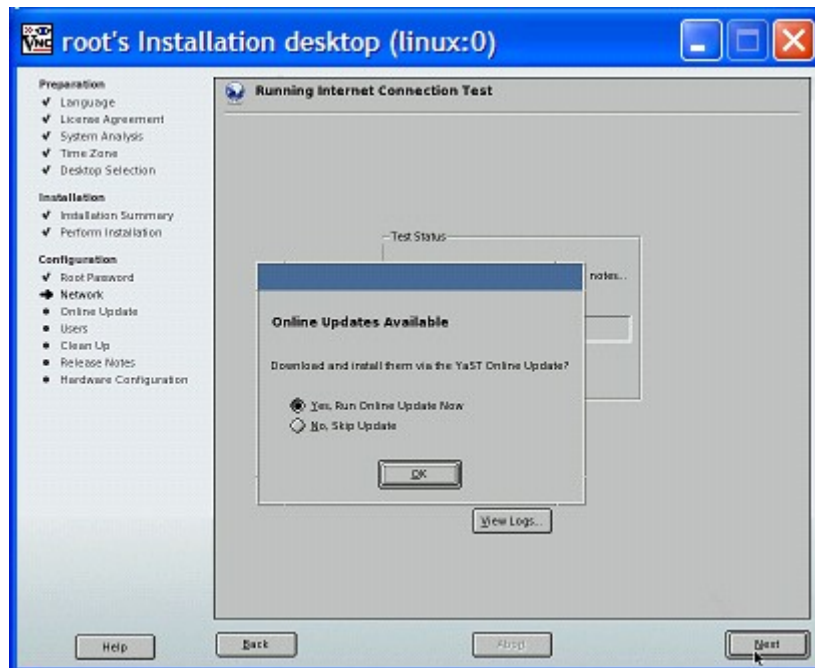 VNC root's Installation desktop (linux:0)
Preparation
Language
License Agreement
System Analysis
Time Zone
Desktop Selection
Installation
Installation Summary
Perform Installation
Configuration
Root Password
Network
Online Update
Users
Clean Up
Release Notes
Hardware Configuration
Running Internet Connection Test
Test Status
notes...
Online Updates Available
Download and install them via the YaST Online Update?
Yes, Run Online Update Now
No, Skip Update
OK
View Logs...
Help
Back
Abort
Next